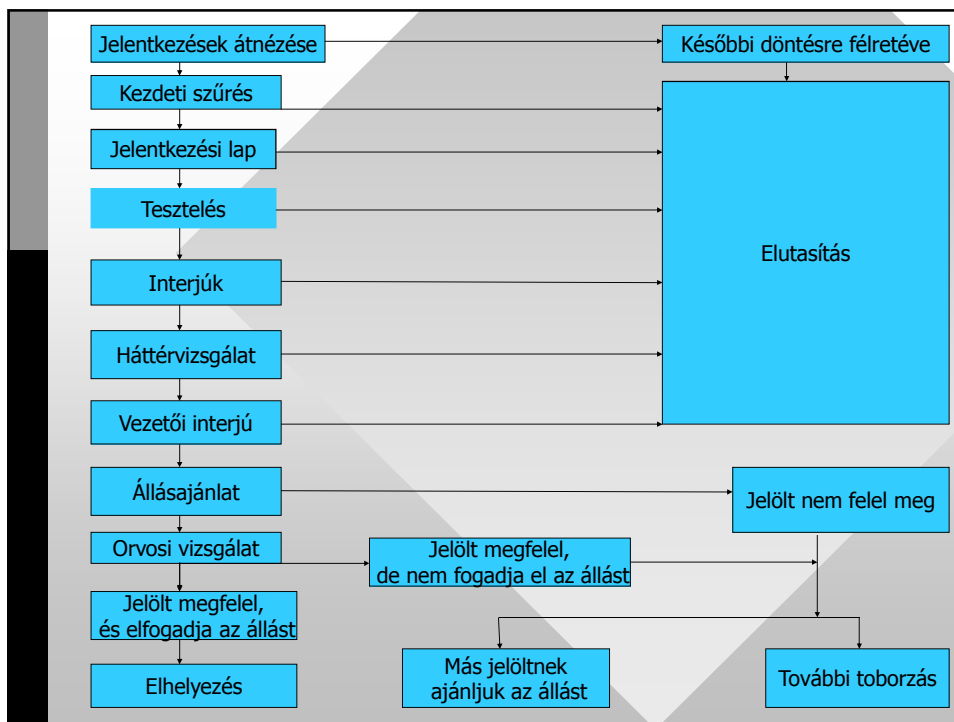 Jelentkezések átnézése
Későbbi döntésre félretéve
Kezdeti szűrés
Jelentkezési lap
Tesztelés
Elutasítás
Interjúk
Háttérvizsgálat
Vezetői interjú
Állásajánlat
Jelölt nem felel meg
Orvosi vizsgálat
Jelölt megfelel,
de nem fogadja el az állást
Jelölt megfelel,
és elfogadja az állást
Más jelöltnek
ajánljuk az állást
További toborzás
Elhelyezés